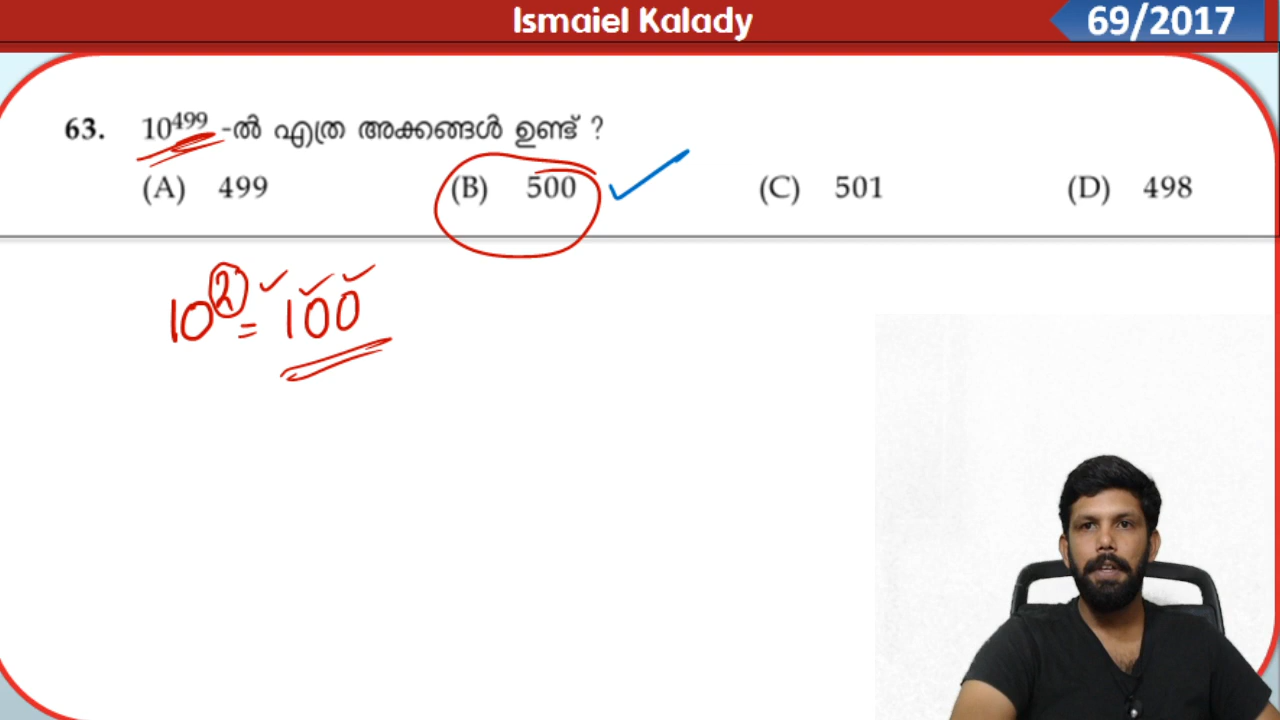 Ismaiel Kalady 69/2017
63. 10⁴⁹⁹ -ൽ എത്ര അക്കങ്ങൾ ഉണ്ട് ?
(A) 499 (B) 500 (C) 501 (D) 498
10² = 100